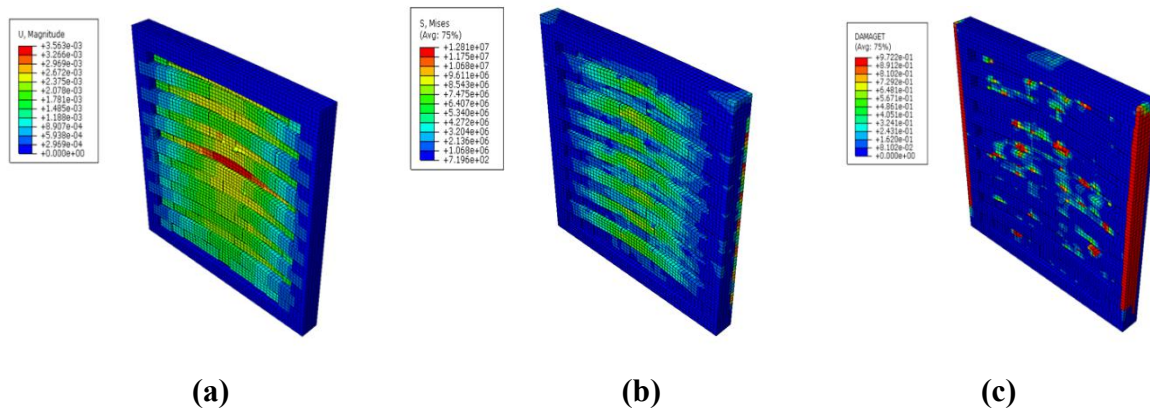 U, Magnitude
+3.563e-03
+3.266e-03
+2.969e-03
+2.672e-03
+2.375e-03
+2.078e-03
+1.781e-03
+1.485e-03
+1.188e-03
+8.907e-04
+5.938e-04
+2.969e-04
+0.000e+00
S, Mises
(Avg: 75%)
+1.281e+07
+1.175e+07
+1.068e+07
+9.611e+06
+8.543e+06
+7.475e+06
+6.407e+06
+5.340e+06
+4.272e+06
+3.204e+06
+2.136e+06
+1.068e+06
+7.196e+02
DAMAGET
(Avg: 75%)
+9.722e-01
+8.912e-01
+8.102e-01
+7.292e-01
+6.481e-01
+5.671e-01
+4.861e-01
+4.051e-01
+3.241e-01
+2.431e-01
+1.620e-01
+8.102e-02
+0.000e+00
(a)
(b)
(c)